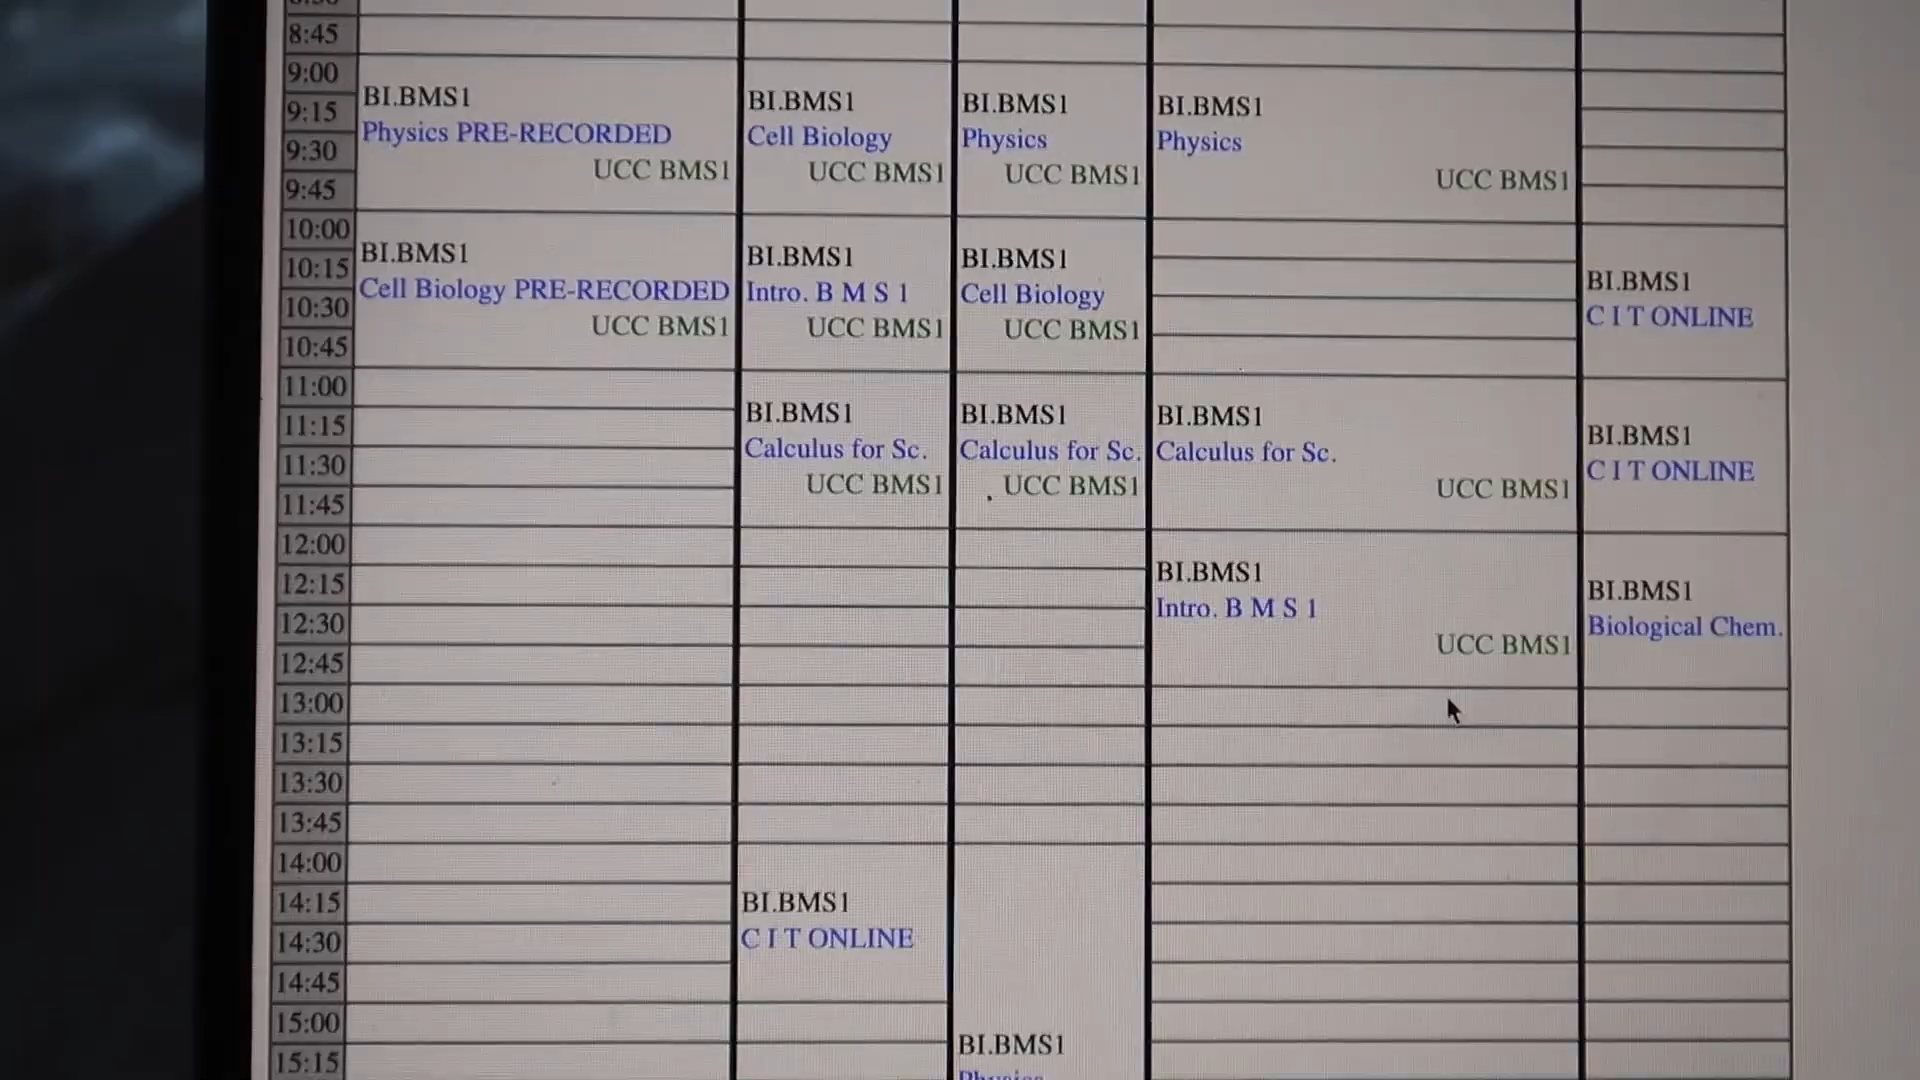 8:45
9:00
9:15
9:30
9:45
10:00
10:15
10:30
10:45
11:00
11:15
11:30
11:45
12:00
12:15
12:30
12:45
13:00
13:15
13:30
13:45
14:00
14:15
14:30
14:45
15:00
15:15
BI.BMS1
Physics PRE-RECORDED
UCC BMS1
BI.BMS1
Cell Biology PRE-RECORDED
UCC BMS1
BI.BMS1
Cell Biology
UCC BMS1
BI.BMS1
Intro. B M S 1
UCC BMS1
BI.BMS1
Calculus for Sc.
UCC BMS1
BI.BMS1
C I T ONLINE
BI.BMS1
Physics
UCC BMS1
BI.BMS1
Cell Biology
UCC BMS1
BI.BMS1
Calculus for Sc.
UCC BMS1
BI.BMS1
Physics
BI.BMS1
Physics
UCC BMS1
BI.BMS1
Calculus for Sc.
UCC BMS1
BI.BMS1
Intro. B M S 1
UCC BMS1
BI.BMS1
C I T ONLINE
BI.BMS1
C I T ONLINE
BI.BMS1
Biological Chem.